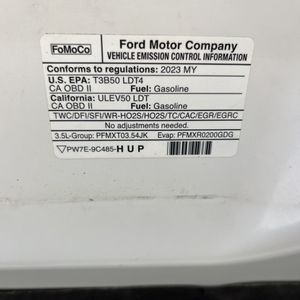 FoMoCo
Ford Motor Company
VEHICLE EMISSION CONTROL INFORMATION
Conforms to regulations: 2023 MY
U.S. EPA: T3B50 LDT4
CA OBD II Fuel: Gasoline
California: ULEV50 LDT
CA OBD II Fuel: Gasoline
TWC/DFI/SFI/WR-HO2S/HO2S/TC/CAC/EGR/EGRC
No adjustments needed.
3.5L-Group: PFMXT03.54JK Evap: PFMXR0200GDG
PW7E-9C485-HUP